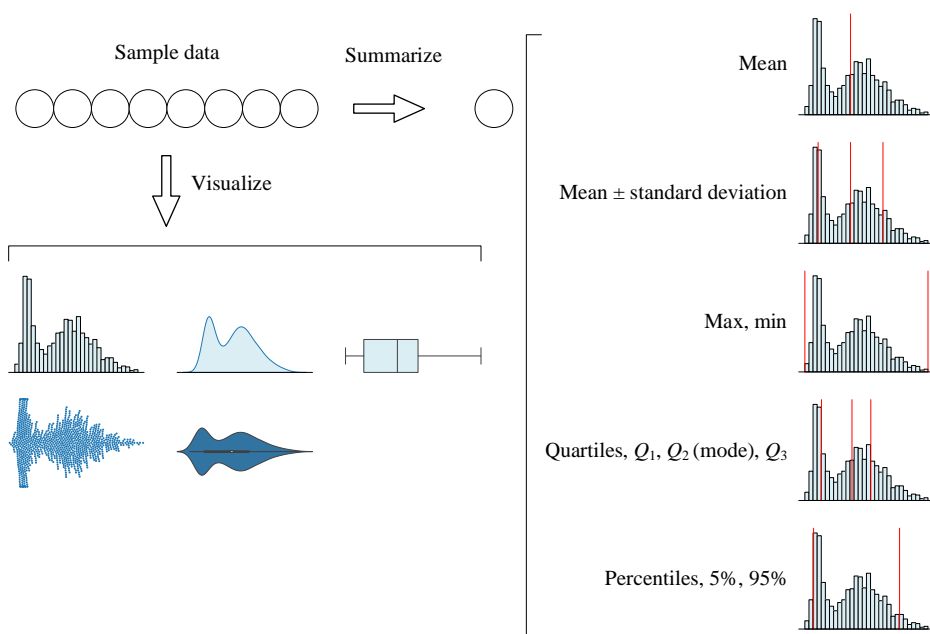 Sample data
Summarize
Visualize
Mean
Mean ± standard deviation
Max, min
Quartiles, Q1, Q2 (mode), Q3
Percentiles, 5%, 95%